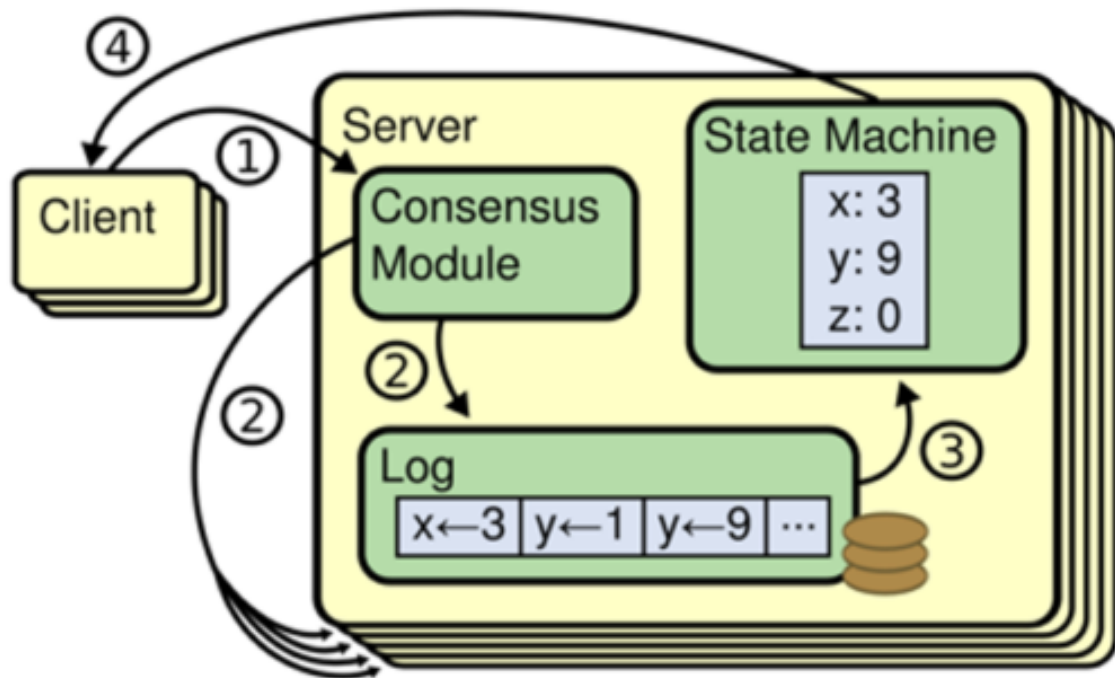 ④
①
Server
State Machine
Client
Consensus
Module
x: 3
y: 9
z: 0
②
②
③
Log
x←3 y←1 y←9 ...